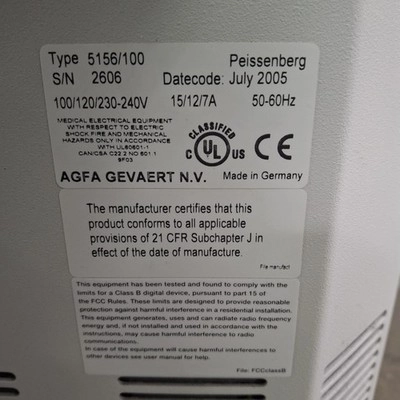 Type 5156/100 Peissenberg
S/N 2606 Datecode: July 2005
100/120/230-240V 15/12/7A 50-60Hz
MEDICAL ELECTRICAL EQUIPMENT
WITH RESPECT TO ELECTRIC
SHOCK FIRE AND MECHANICAL
HAZARDS ONLY IN ACCORDANCE
WITH UL60601-1
CAN/CSA C22 2 NO 601.1
9F03
CLASSIFIED
C UL US CE
AGFA GEVAERT N.V. Made in Germany
The manufacturer certifies that this
product conforms to all applicable
provisions of 21 CFR Subchapter J in
effect of the date of manufacture.
File manufact
This equipment has been tested and found to comply with the
limits for a Class B digital device, pursuant to part 15 of
the FCC Rules. These limits are designed to provide reasonable
protection against harmful interference in a residential installation.
This equipment generates, uses and can radiate radio frequency
energy and, if not installed and used in accordance with the
instructions, may cause harmful interference to radio
communications.
In case of the equipment will cause harmful interferences to
other devices see user manual for help.
File: FCCclassB